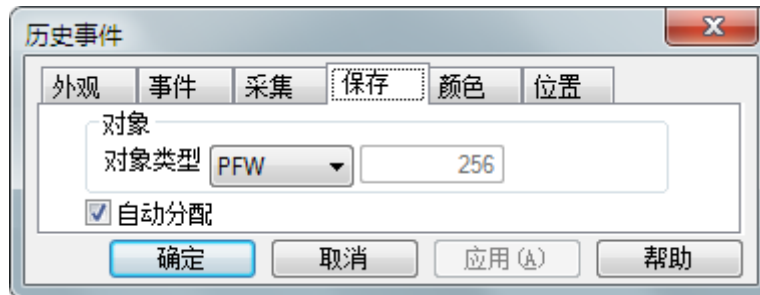 历史事件
外观 事件 采集 保存 颜色 位置
对象
对象类型 PFW 256
自动分配
确定 取消 应用(A) 帮助